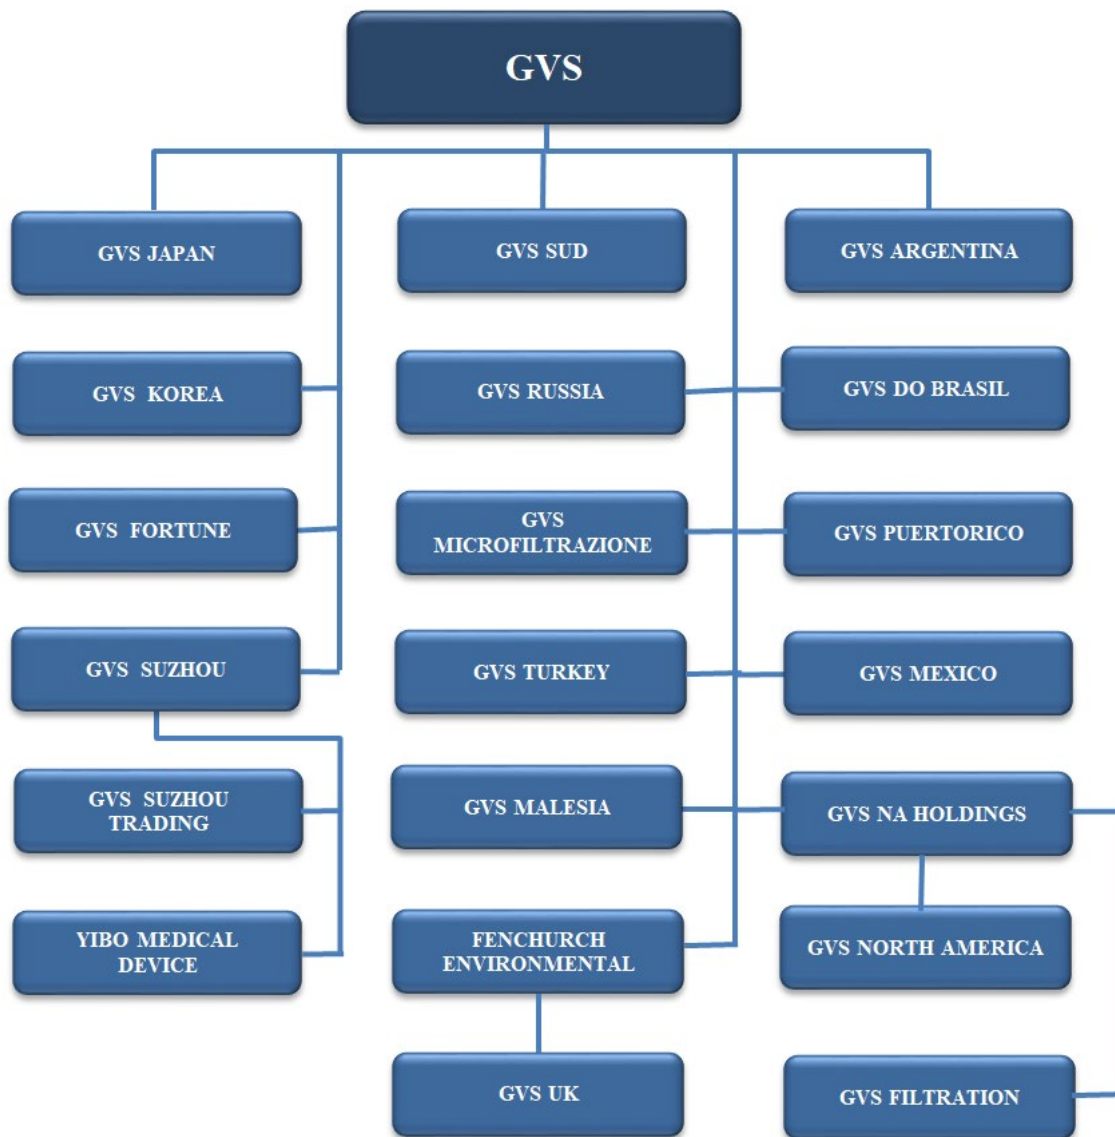 GVS
GVS JAPAN
GVS SUD
GVS ARGENTINA
GVS KOREA
GVS RUSSIA
GVS DO BRASIL
GVS FORTUNE
GVS
MICROFILTRAZIONE
GVS PUERTORICO
GVS SUZHOU
GVS TURKEY
GVS MEXICO
GVS SUZHOU
TRADING
GVS MALESIA
GVS NA HOLDINGS
YIBO MEDICAL
DEVICE
FENCHURCH
ENVIRONMENTAL
GVS NORTH AMERICA
GVS UK
GVS FILTRATION